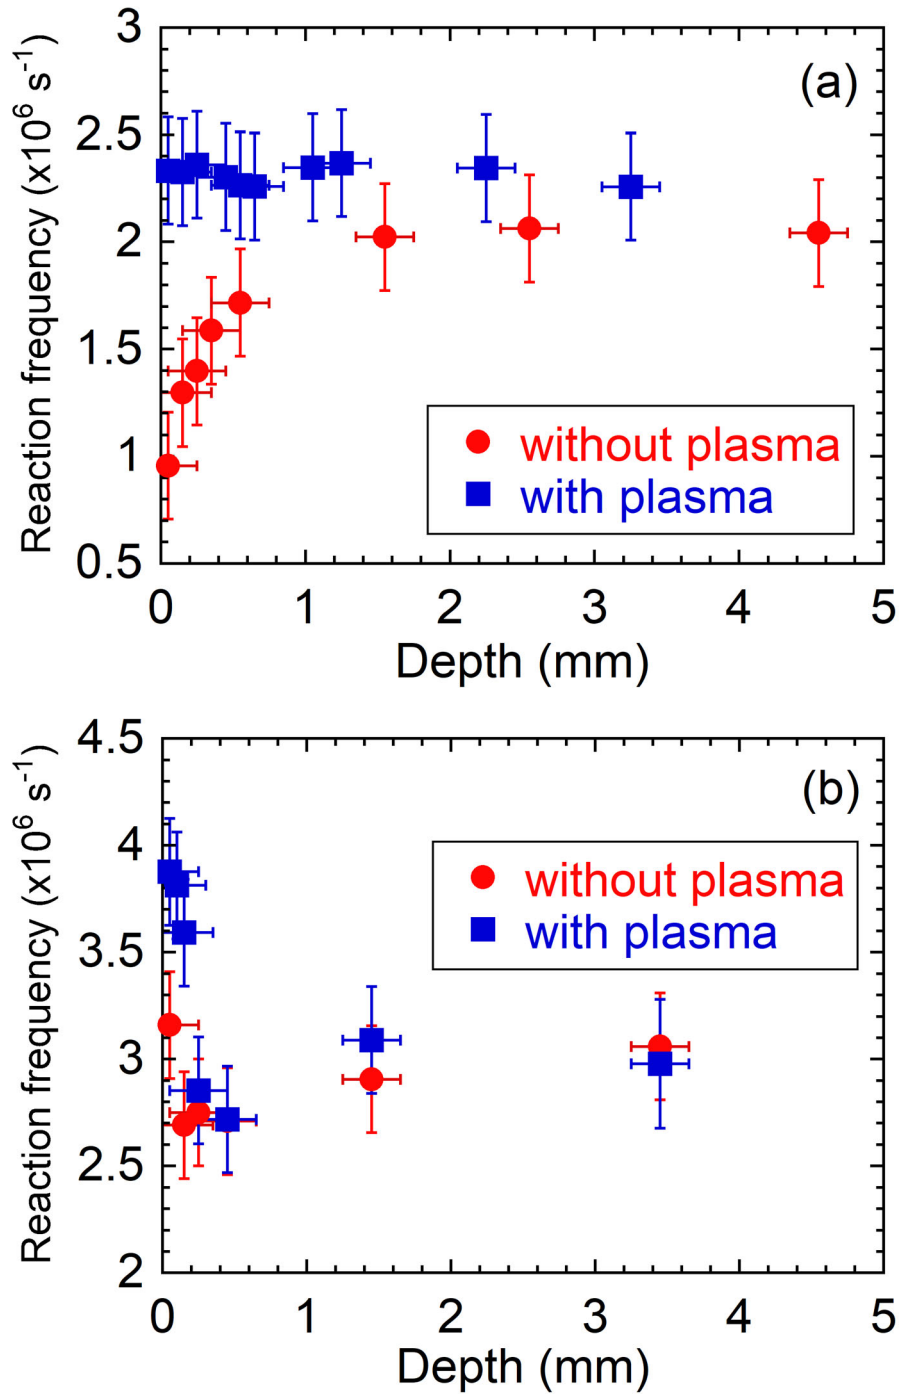 (a)
3
2.5
2
1.5
1
0.5
Reaction frequency (x10⁶ s⁻¹)
without plasma
with plasma
0 1 2 3 4 5
Depth (mm)
(b)
4.5
4
3.5
3
2.5
2
Reaction frequency (x10⁶ s⁻¹)
without plasma
with plasma
0 1 2 3 4 5
Depth (mm)